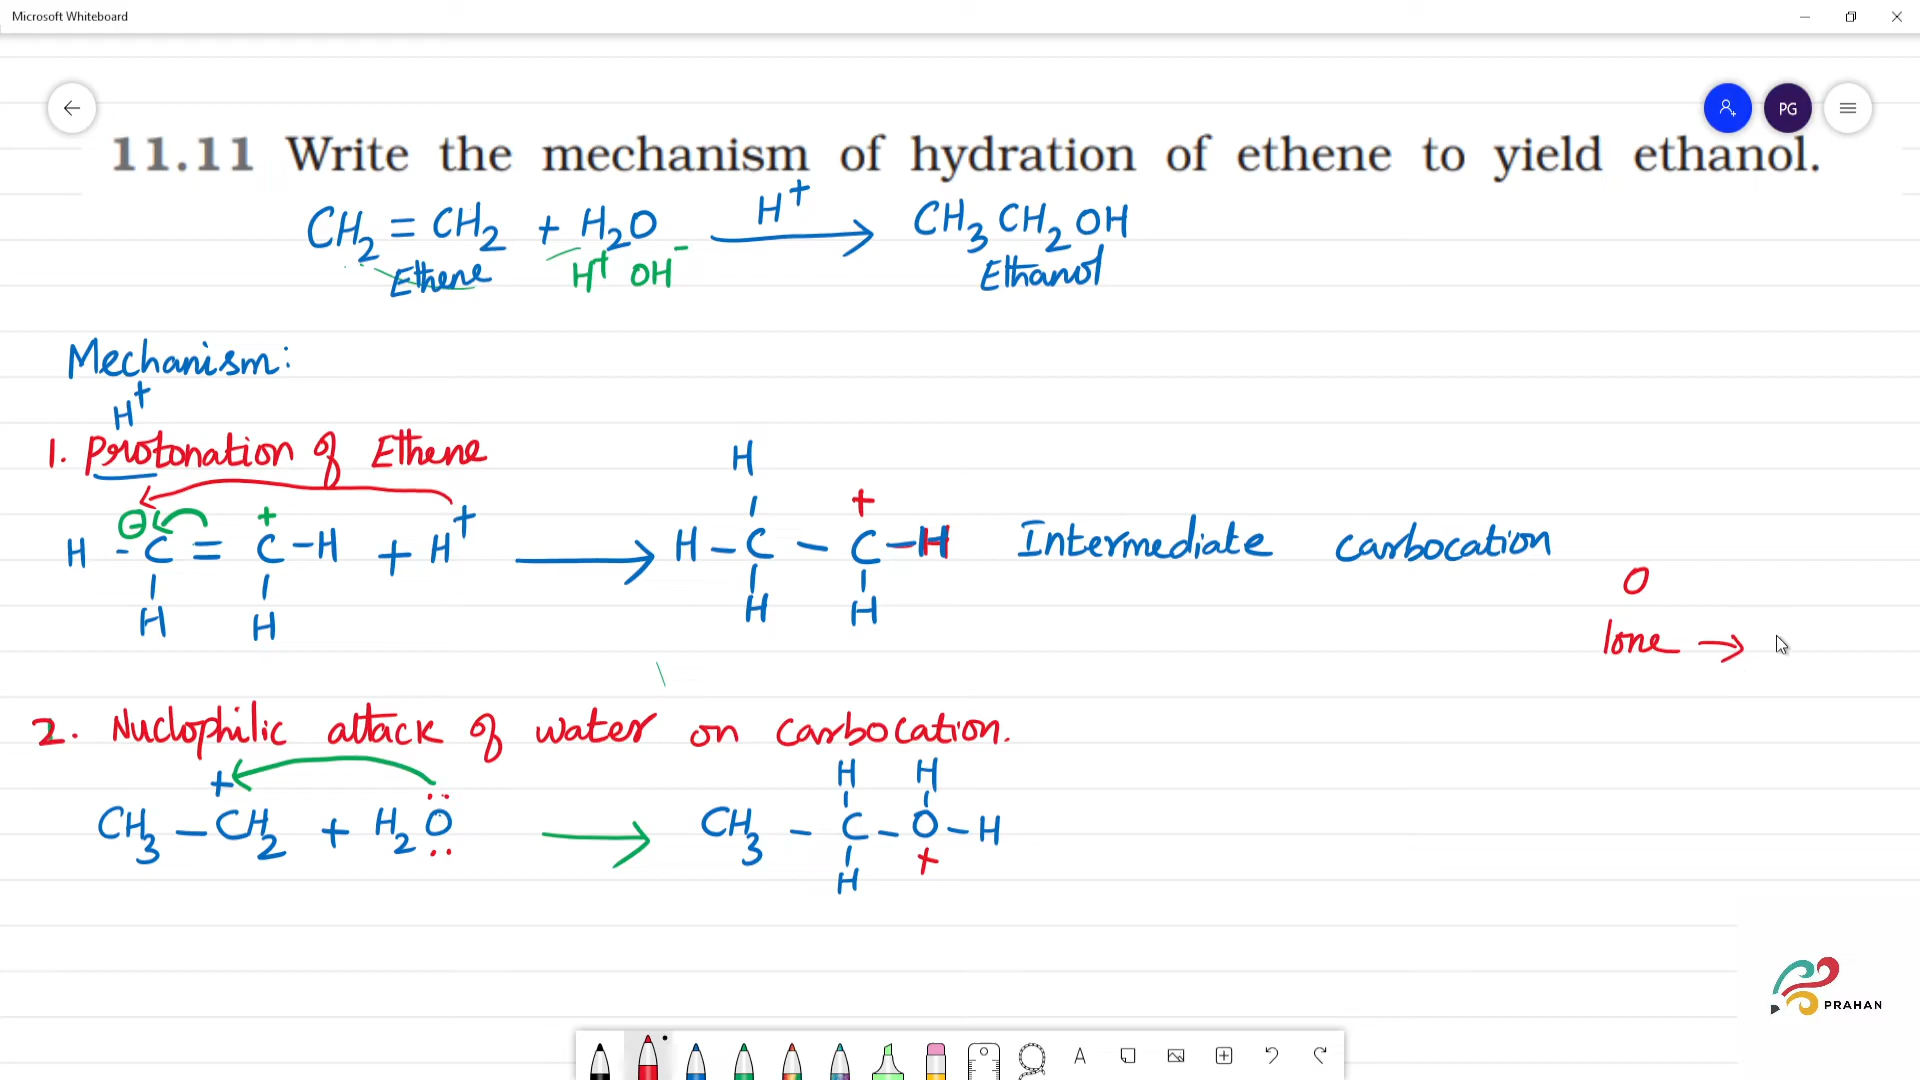 Microsoft Whiteboard
PG
11.11 Write the mechanism of hydration of ethene to yield ethanol.
CH₂ = CH₂ + H₂O ⟶ CH₃CH₂OH
H⁺
Ethene H⁺ OH⁻ Ethanol
Mechanism:
H⁺
1. Protonation of Ethene
H
⊖ + +
H - C = C - H + H⁺ ⟶ H - C - C - H Intermediate carbocation
H H H H
O
lone →
2. Nuclophilic attack of water on carbocation.
+ H H
CH₃ - CH₂ + H₂O ⟶ CH₃ - C - O - H
H +
PRAHAN
A